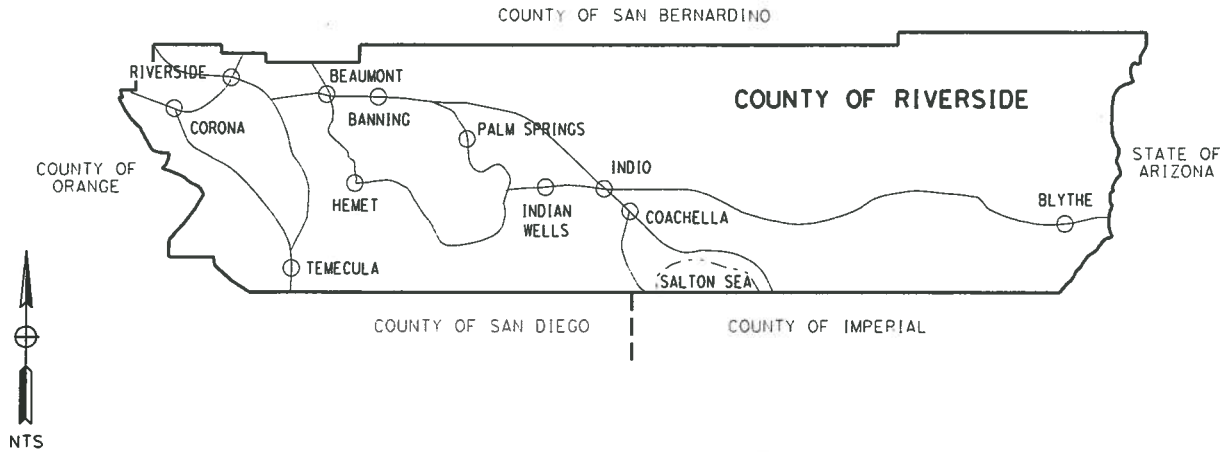 COUNTY OF SAN BERNARDINO
RIVERSIDE
BEAUMONT
BANNING
COUNTY OF RIVERSIDE
CORONA
PALM SPRINGS
STATE OF
ARIZONA
COUNTY OF
ORANGE
INDIO
HEMET
INDIAN
WELLS
COACHELLA
BLYTHE
TEMECULA
SALTON SEA
COUNTY OF SAN DIEGO
COUNTY OF IMPERIAL
NTS